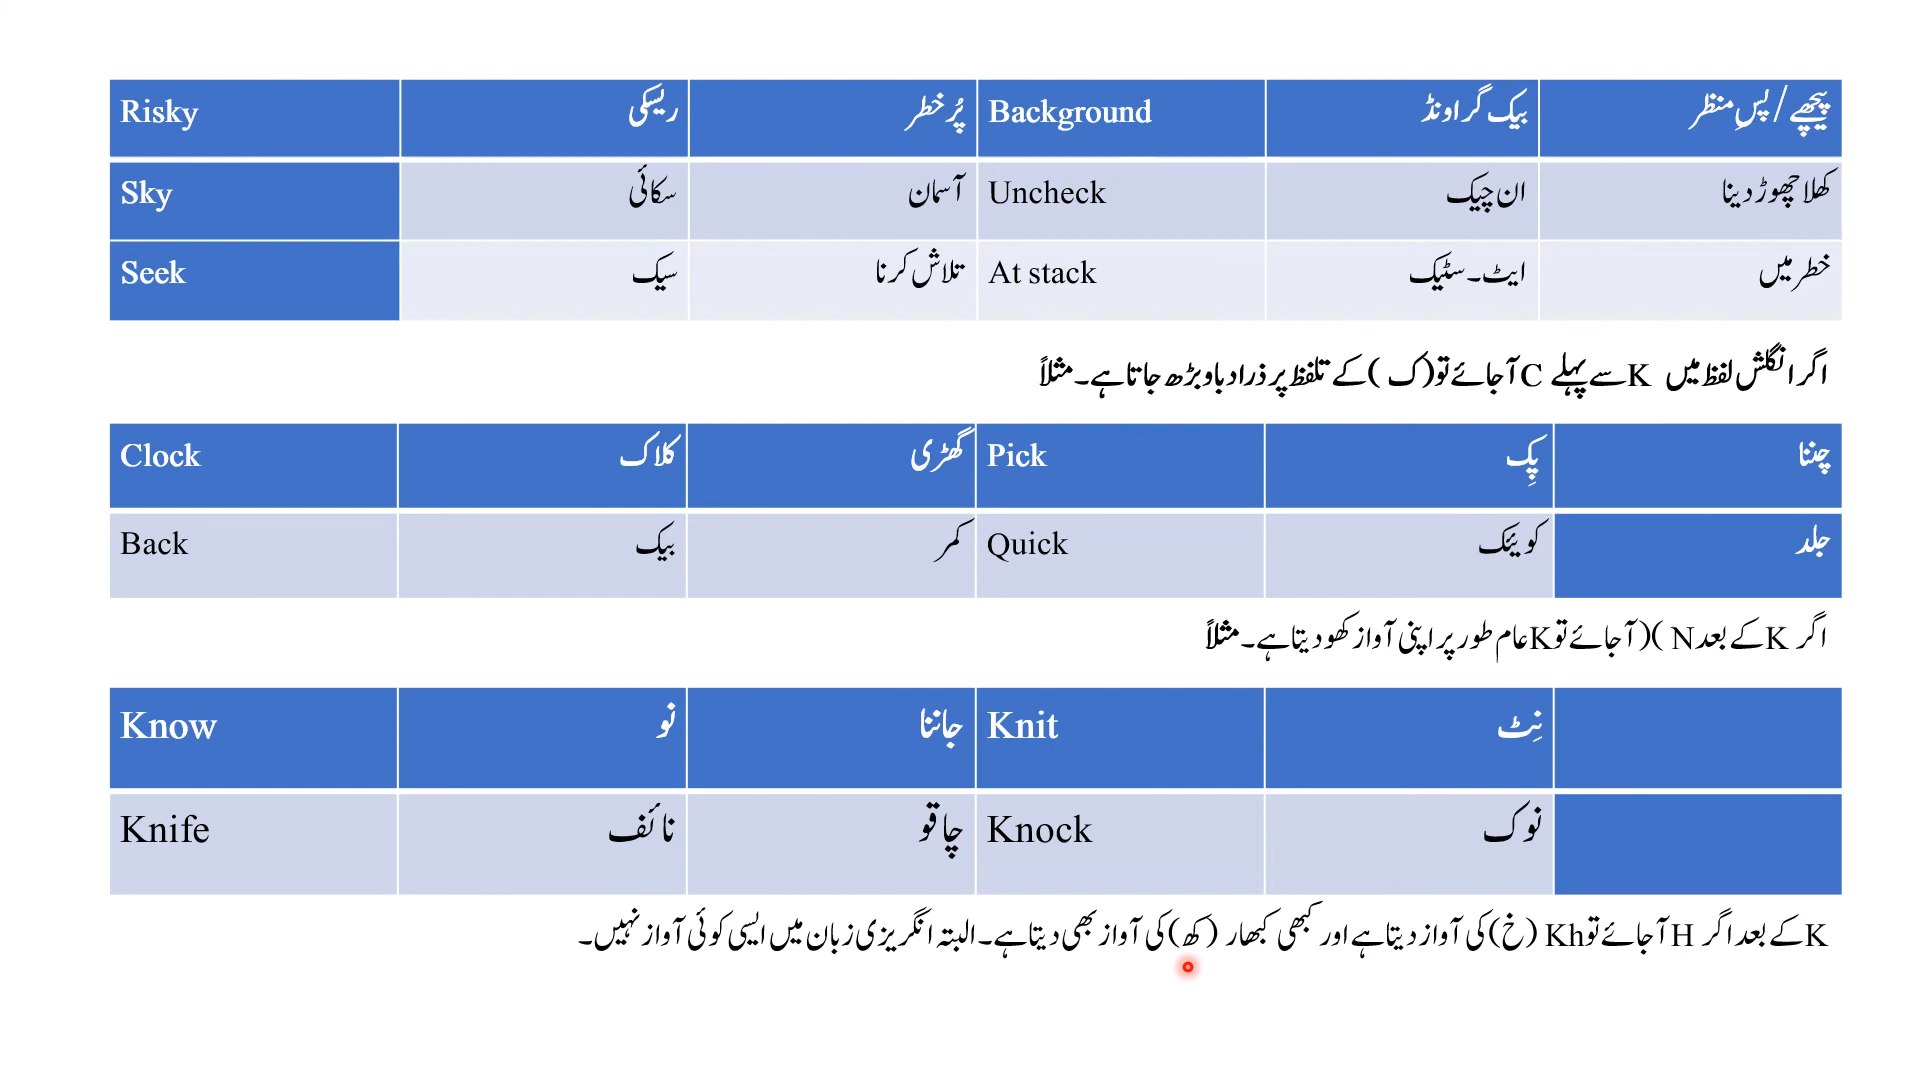 Risky ریسکی پُر خطر Background بیک گراونڈ پیچھے/ پسِ منظر
Sky سکائی آسمان Uncheck ان چیک کھلا چھوڑ دینا
Seek سیک تلاش کرنا At stack ایٹ۔سٹیک خطر میں
اگر انگلش لفظ میں K سے پہلے C آجائے تو(ک ) کے تلفظ پر ذرا دباو بڑھ جاتا ہے۔ مثلاً
Clock کلاک گھڑی Pick پِک چننا
Back بیک کمر Quick کویئک جلد
اگر K کے بعد N )( آجائے تو K عام طور پر اپنی آواز کھو دیتا ہے۔ مثلاً
Know نو جاننا Knit نِٹ
Knife نائف چاقو Knock نوک
K کے بعد اگر H آجائے تو Kh (خ) کی آواز دیتا ہے اور کبھی کبھار (کھ) کی آواز بھی دیتا ہے۔ البتہ انگریزی زبان میں ایسی کوئی آواز نہیں۔